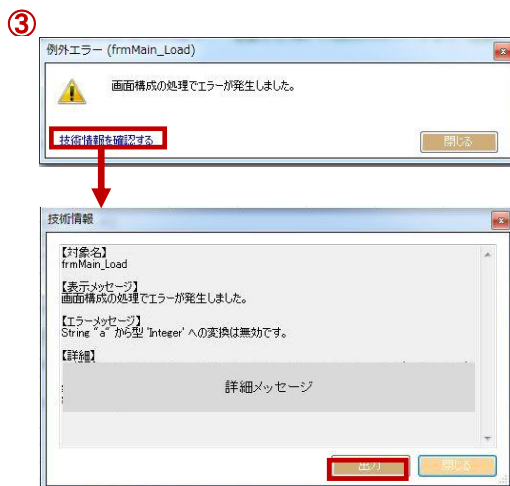 ③
例外エラー (frmMain_Load)
画面構成の処理でエラーが発生しました。
技術情報を確認する
閉じる
技術情報
【対象名】
frmMain_Load
【表示メッセージ】
画面構成の処理でエラーが発生しました。
【エラーメッセージ】
String "a" から型 'Integer' への変換は無効です。
【詳細】
詳細メッセージ
出力
閉じる